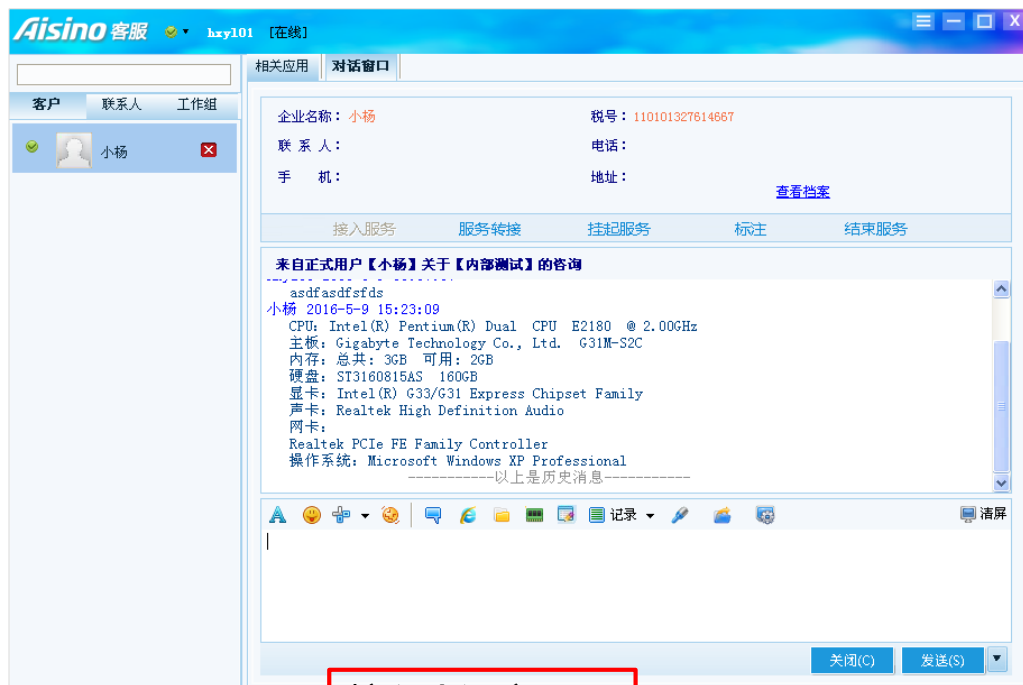 Aisino 客服 hxyl01 [在线]
相关应用 对话窗口
客户 联系人 工作组
小杨
企业名称：小杨 税号：110101327614667
联 系 人： 电话：
手 机： 地址：
查看档案
接入服务 服务转接 挂起服务 标注 结束服务
来自正式用户【小杨】关于【内部测试】的咨询
asdfasdfsfds
小杨 2016-5-9 15:23:09
CPU: Intel(R) Pentium(R) Dual CPU E2180 @ 2.00GHz
主板: Gigabyte Technology Co., Ltd. G31M-S2C
内存: 总共: 3GB 可用: 2GB
硬盘: ST3160815AS 160GB
显卡: Intel(R) G33/G31 Express Chipset Family
声卡: Realtek High Definition Audio
网卡:
Realtek PCIe FE Family Controller
操作系统: Microsoft Windows XP Professional
-----------以上是历史消息-----------
记录 清屏
关闭(C) 发送(S)